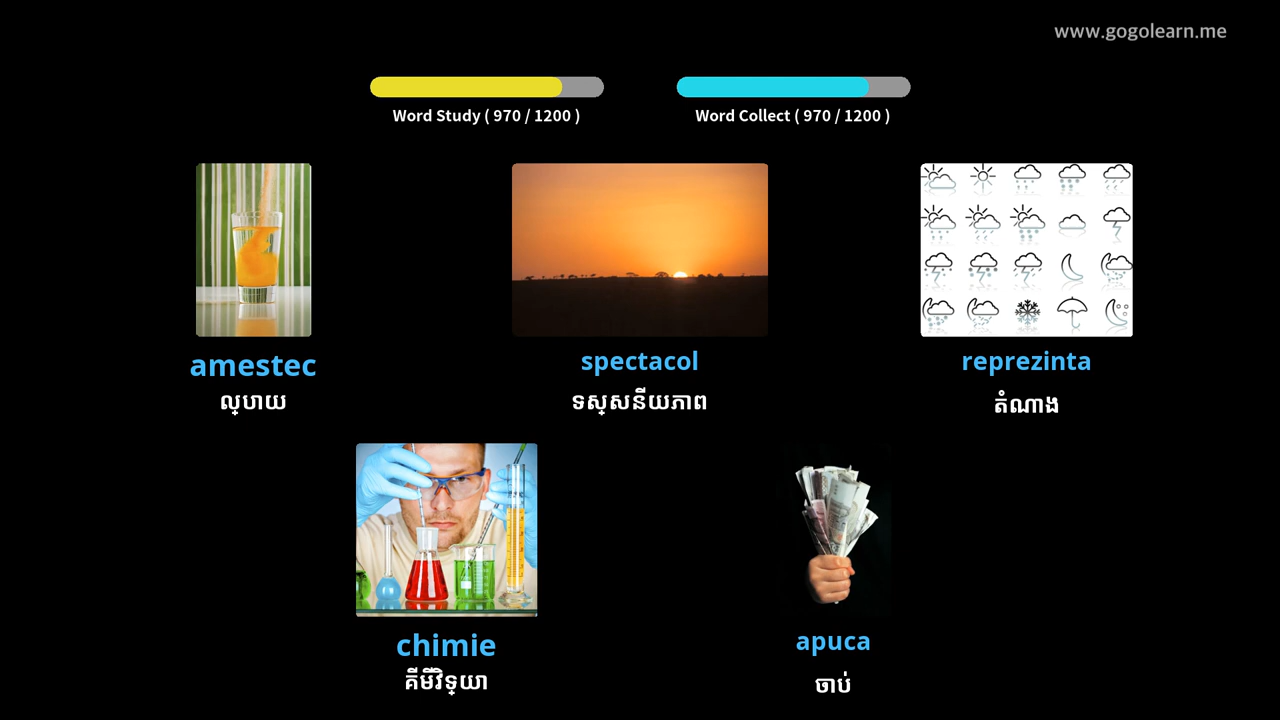 www.gogolearn.me
Word Study ( 970 / 1200 )
Word Collect ( 970 / 1200 )
amestec
ល្បាយ
spectacol
ទស្សនីយភាព
reprezinta
តំណាង
chimie
គីមីវិទ្យា
apuca
ចាប់